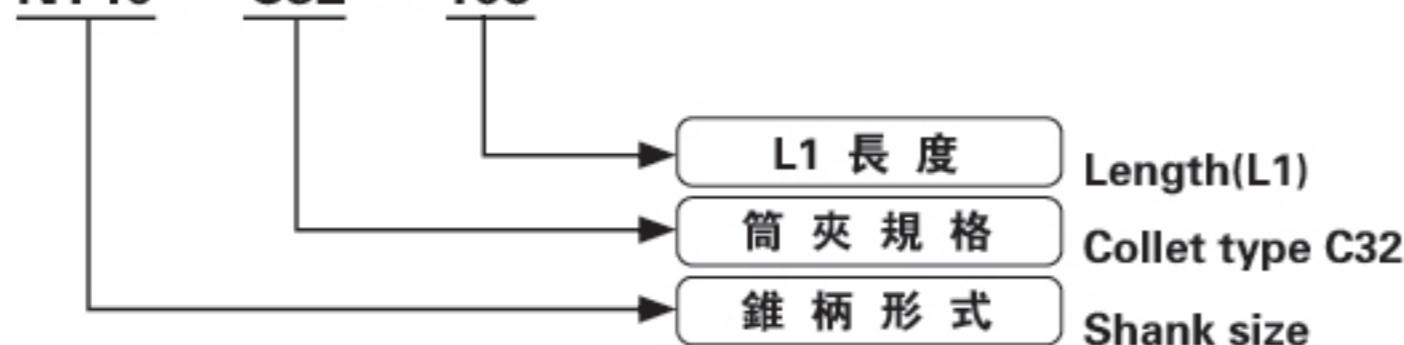 L1 長 度 Length(L1)
筒 夾 規 格 Collet type C32
錐 柄 形 式 Shank size